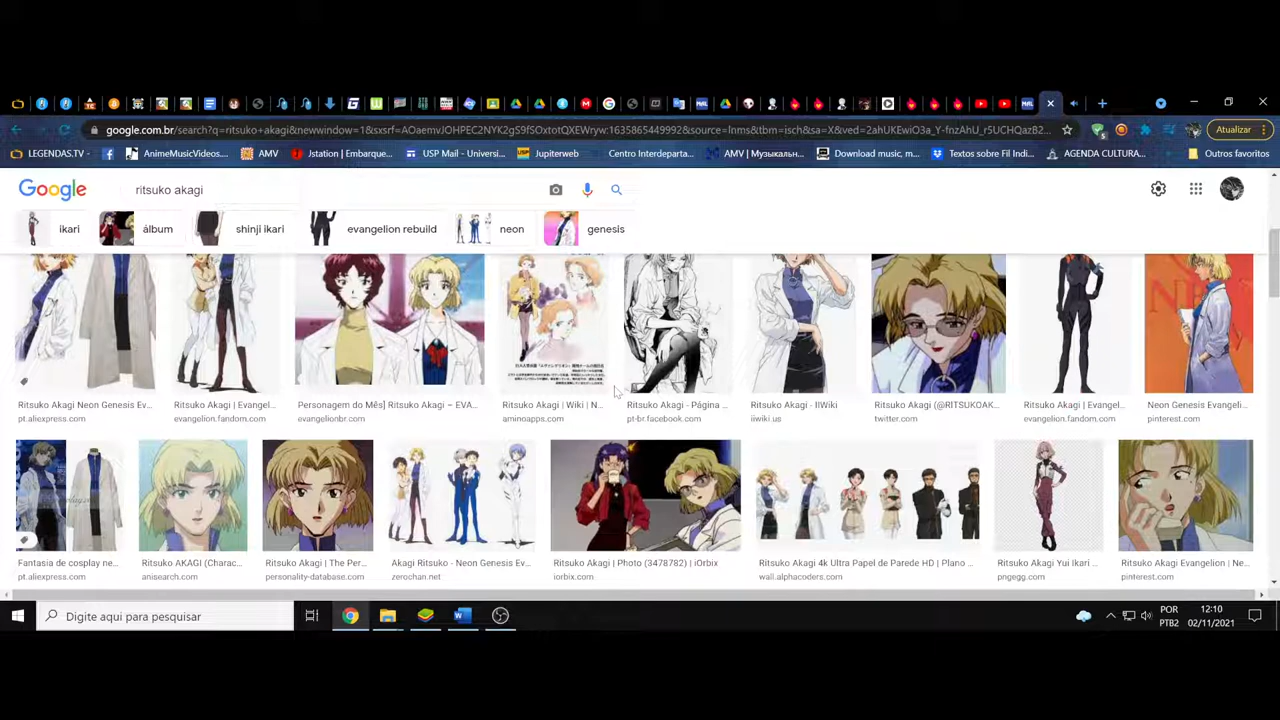 google.com.br/search?q=ritsuko+akagi&newwindow=1&sxsrf=AOaemvJOHPEC2NYK2gS9fSOxtotQXEWryw:1635865449992&source=lnms&tbm=isch&sa=X&ved=2ahUKEwiO3a_Y-fnzAhU_r5UCHQazB2...
Atualizar
LEGENDAS.TV -
AnimeMusicVideos....
AMV
Jstation | Embarque...
USP Mail - Universi...
Jupiterweb
Centro Interdeparta...
AMV | Музыкальн...
Download music, m...
Textos sobre Fil Indi...
AGENDA CULTURA...
Outros favoritos
Google
ritsuko akagi
ikari
álbum
shinji ikari
evangelion rebuild
neon
genesis
Ritsuko Akagi Neon Genesis Ev...
Ritsuko Akagi | Evangel...
Personagem do Mês] Ritsuko Akagi – EVA...
Ritsuko Akagi | Wiki | N...
Ritsuko Akagi - Página ...
Ritsuko Akagi - IIWiki
Ritsuko Akagi (@RITSUKOAK...
Ritsuko Akagi | Evangel...
Neon Genesis Evangeli...
pt.aliexpress.com
evangelion.fandom.com
evangelionbr.com
aminoapps.com
pt-br.facebook.com
iiwiki.us
twitter.com
evangelion.fandom.com
pinterest.com
Fantasia de cosplay ne...
Ritsuko AKAGI (Charac...
Ritsuko Akagi | The Per...
Akagi Ritsuko - Neon Genesis Ev...
Ritsuko Akagi | Photo (3478782) | iOrbix
Ritsuko Akagi 4k Ultra Papel de Parede HD | Plano ...
Ritsuko Akagi Yui Ikari ...
Ritsuko Akagi Evangelion | Ne...
pt.aliexpress.com
anisearch.com
personality-database.com
zerochan.net
iorbix.com
wall.alphacoders.com
pngegg.com
pinterest.com
Digite aqui para pesquisar
POR
PTB2
12:10
02/11/2021